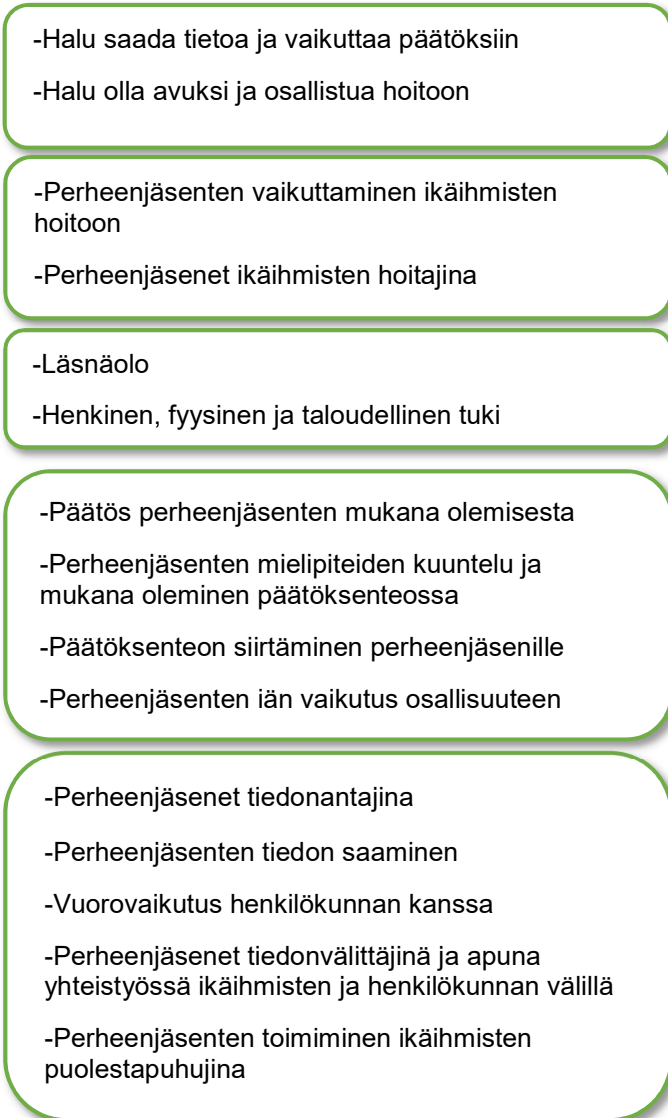 -Halu saada tietoa ja vaikuttaa päätöksiin
-Halu olla avuksi ja osallistua hoitoon
-Perheenjäsenten vaikuttaminen ikäihmisten
hoitoon
-Perheenjäsenet ikäihmisten hoitajina
-Läsnäolo
-Henkinen, fyysinen ja taloudellinen tuki
-Päätös perheenjäsenten mukana olemisesta
-Perheenjäsenten mielipiteiden kuuntelu ja
mukana oleminen päätöksenteossa
-Päätöksenteon siirtäminen perheenjäsenille
-Perheenjäsenten iän vaikutus osallisuuteen
-Perheenjäsenet tiedonantajina
-Perheenjäsenten tiedon saaminen
-Vuorovaikutus henkilökunnan kanssa
-Perheenjäsenet tiedonvälittäjinä ja apuna
yhteistyössä ikäihmisten ja henkilökunnan välillä
-Perheenjäsenten toimiminen ikäihmisten
puolestapuhujina